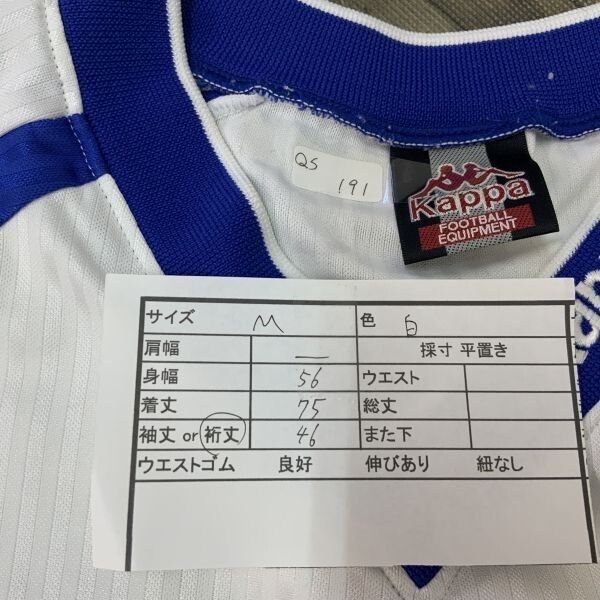 QS
191
Kappa
FOOTBALL
EQUIPMENT
サイズ M 色 白
肩幅 — 採寸 平置き
身幅 56 ウエスト
着丈 75 総丈
袖丈 or 裄丈 46 また下
ウエストゴム 良好 伸びあり 紐なし